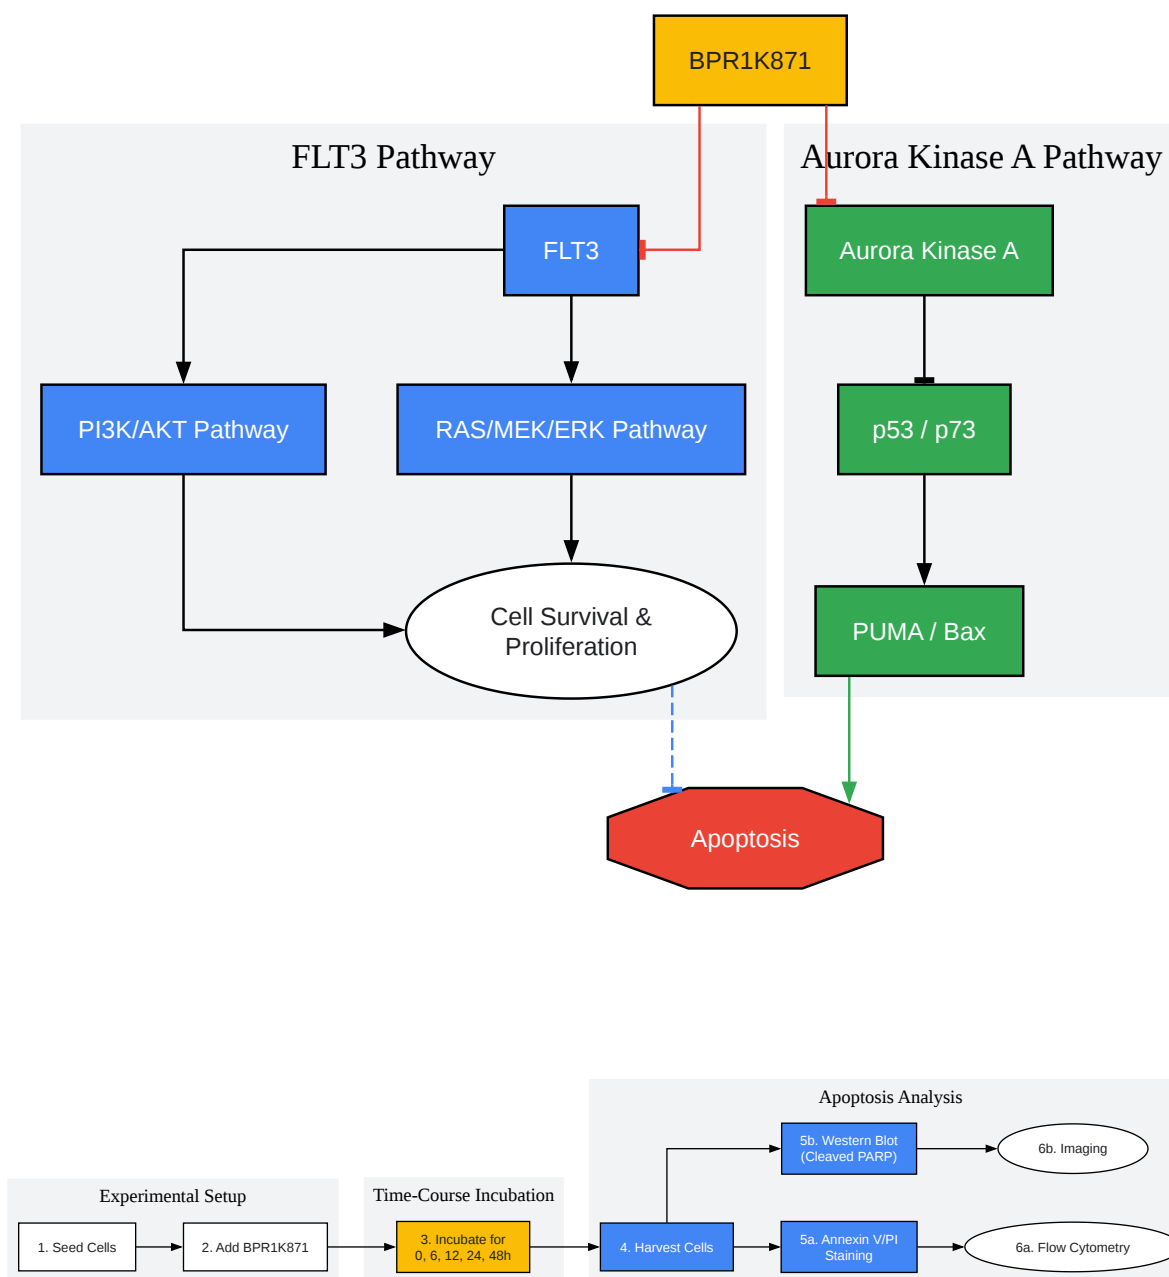 BPR1K871
FLT3 Pathway
Aurora Kinase A Pathway
FLT3
Aurora Kinase A
PI3K/AKT Pathway
RAS/MEK/ERK Pathway
p53 / p73
Cell Survival &
Proliferation
PUMA / Bax
Apoptosis
Experimental Setup
1. Seed Cells
2. Add BPR1K871
Time-Course Incubation
3. Incubate for
0, 6, 12, 24, 48h
Apoptosis Analysis
4. Harvest Cells
5b. Western Blot
(Cleaved PARP)
6b. Imaging
5a. Annexin V/PI
Staining
6a. Flow Cytometry